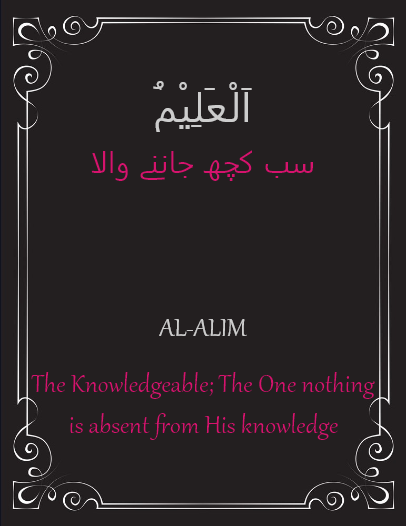 اَلْعَلِيْمُ
سب کچھ جاننے والا
AL-ALIM
The Knowledgeable; The One nothing
is absent from His knowledge